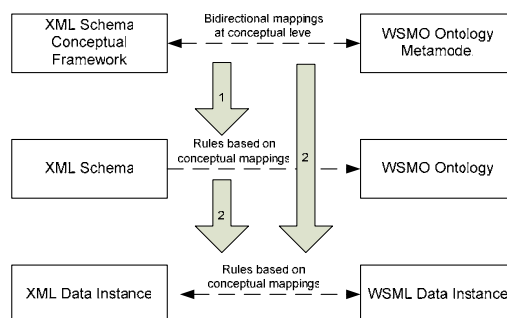 XML Schema
Conceptual
Framework
Bidirectional mappings
at conceptual leve
WSMO Ontology
Metamode.
1
XML Schema
Rules based on
conceptual mappings
2
WSMO Ontology
2
XML Data Instance
Rules based on
conceptual mappings
WSML Data Instance